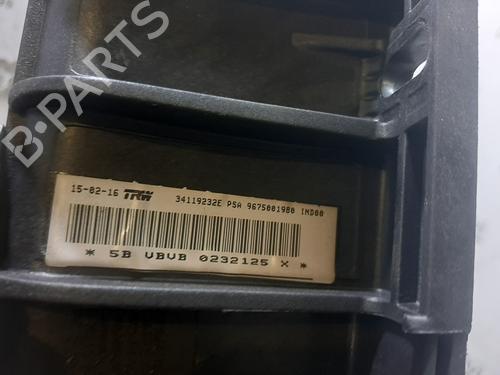 B-PARTS
15-02-16 TRW 34119232E PSA 9675001980 IND00
* 5B VBVB 0232125 X *